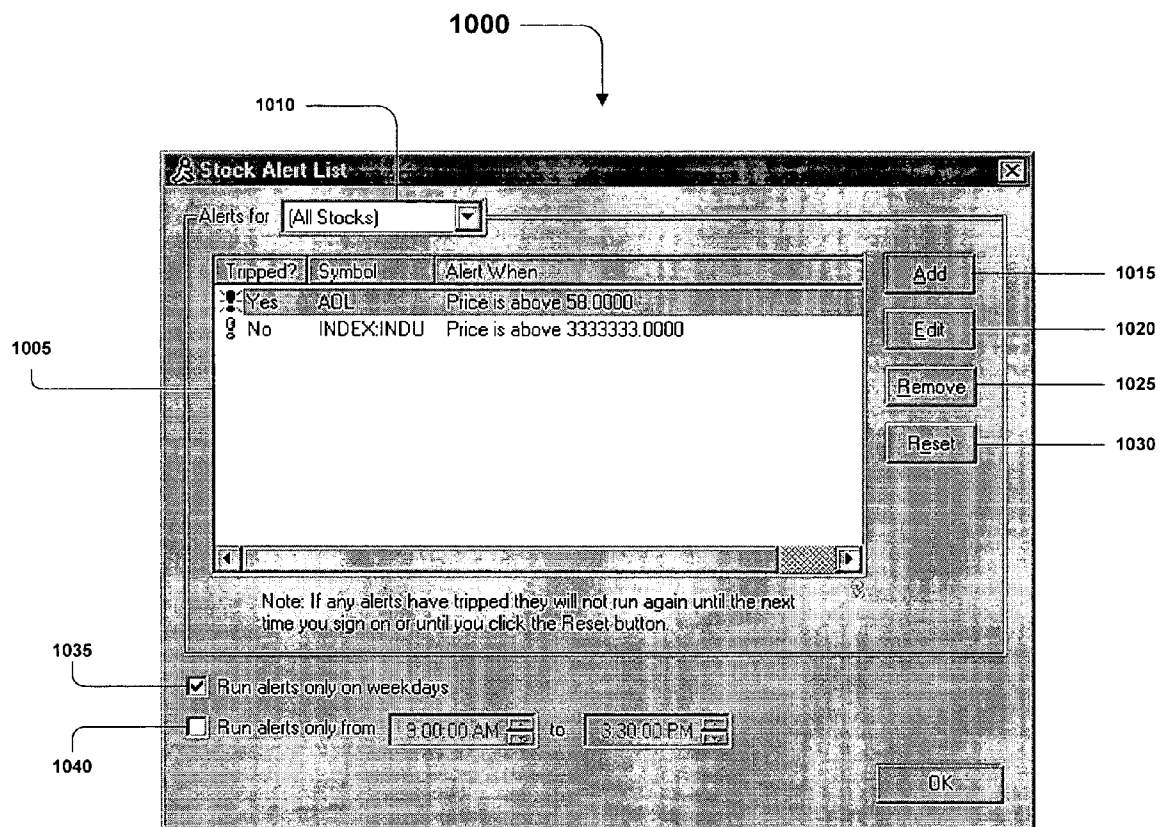 1000
1010
Stock Alert List
Alerts for (All Stocks)
Tripped? Symbol Alert When
Yes AOL Price is above 58.0000
No INDEX:INDU Price is above 3333333.0000
Add 1015
Edit 1020
1005
Remove 1025
Reset 1030
Note: If any alerts have tripped they will not run again until the next
time you sign on or until you click the Reset button.
1035
Run alerts only on weekdays
Run alerts only from 9:00:00 AM to 3:30:00 PM
1040
OK